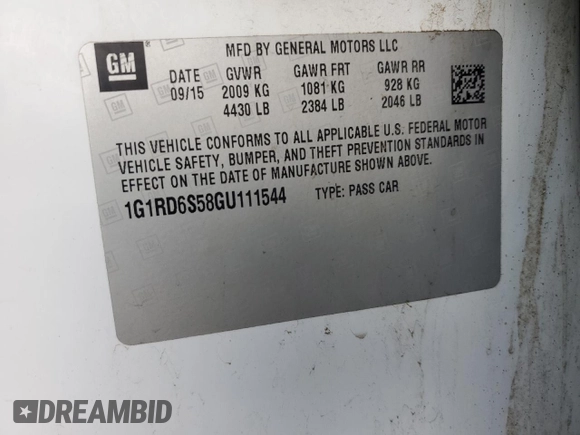 GM
MFD BY GENERAL MOTORS LLC
DATE GVWR GAWR FRT GAWR RR
09/15 2009 KG 1081 KG 928 KG
4430 LB 2384 LB 2046 LB
THIS VEHICLE CONFORMS TO ALL APPLICABLE U.S. FEDERAL MOTOR
VEHICLE SAFETY, BUMPER, AND THEFT PREVENTION STANDARDS IN
EFFECT ON THE DATE OF MANUFACTURE SHOWN ABOVE.
1G1RD6S58GU111544 TYPE: PASS CAR
DREAMBID